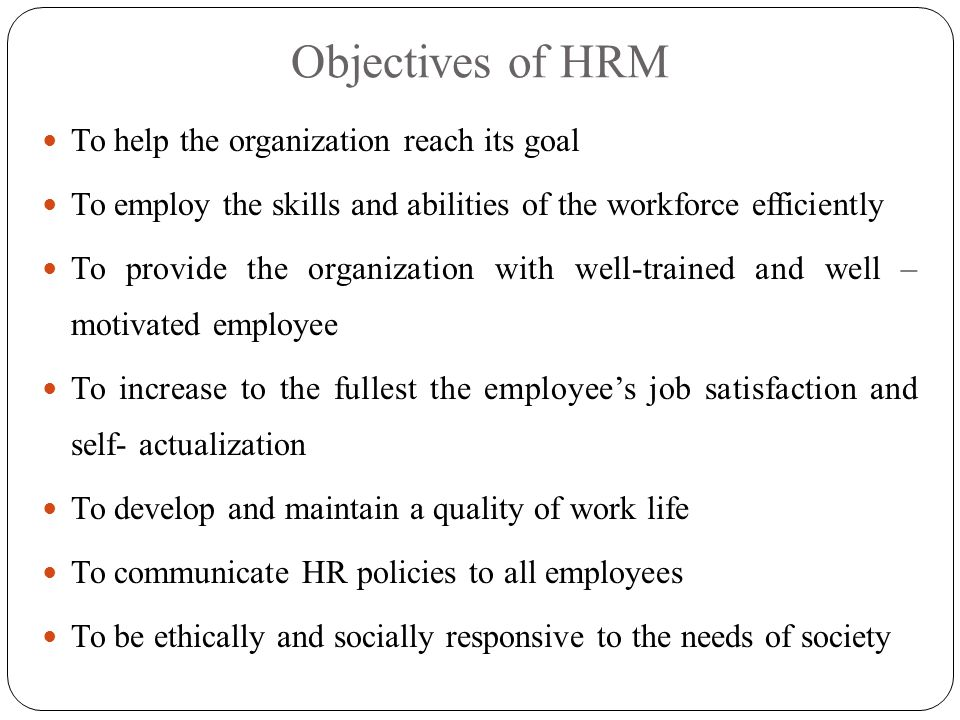 Objectives of HRM
• To help the organization reach its goal
• To employ the skills and abilities of the workforce efficiently
• To provide the organization with well-trained and well –
motivated employee
• To increase to the fullest the employee’s job satisfaction and
self- actualization
• To develop and maintain a quality of work life
• To communicate HR policies to all employees
• To be ethically and socially responsive to the needs of society